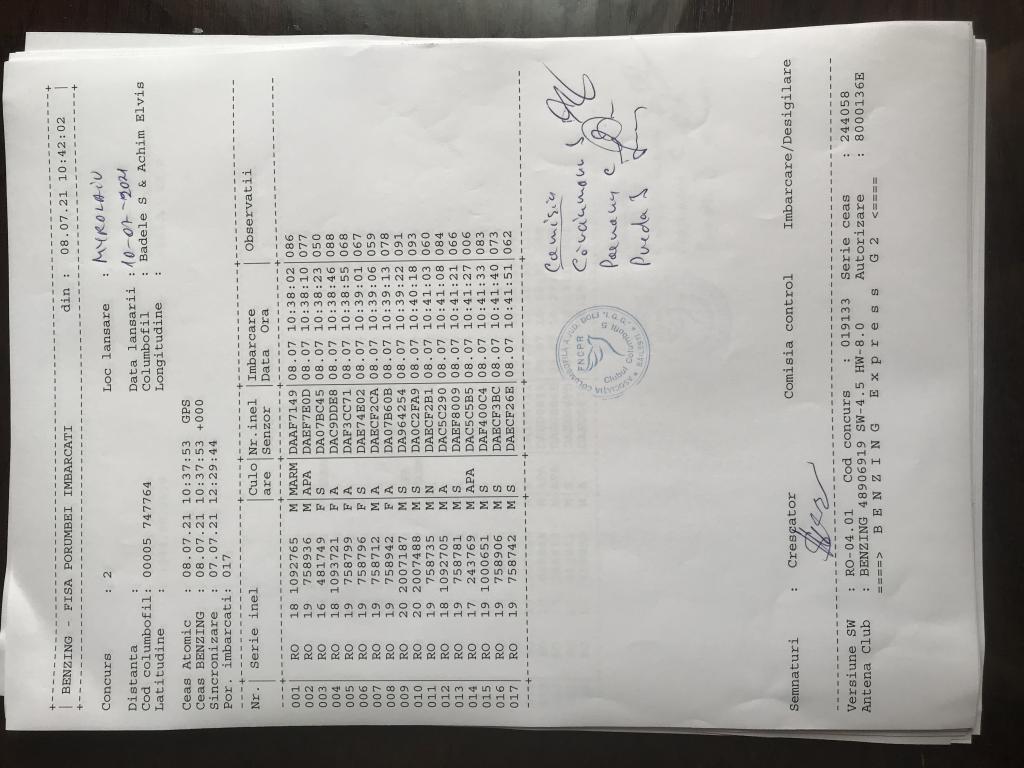 | BENZING - FISA PORUMBEI IMBARCATI din : 08.07.21 10:42:02 |
Concurs : 2 Loc lansare :
Distanta : Data lansarii : 10-07-2021
Cod columbofil: 00005 747764 Columbofil : Badele S & Achim Elvis
Latitudine : Longitudine :
Ceas Atomic : 08.07.21 10:37:53 GPS
Ceas BENZING : 08.07.21 10:37:53 +000
Sincronizare : 07.07.21 12:29:44
Por. imbarcati: 017
Nr.| Serie inel |Culo|Nr.inel |Imbarcare | Observatii
|are |Senzor |Data Ora |
001 | RO 18 1092765 M|MARM|DAAF7149|08.07 10:38:02|086
002 | RO 19 758936 M|APA |DAEF7E0D|08.07 10:38:10|077
003 | RO 16 481749 F|S |DA07BC45|08.07 10:38:23|050
004 | RO 18 1093721 F|A |DAC9DDE8|08.07 10:38:46|088
005 | RO 19 758799 F|A |DAF3CC71|08.07 10:38:55|068
006 | RO 19 758796 F|S |DAE74E02|08.07 10:39:01|067
007 | RO 19 758712 M|A |DAECF2CA|08.07 10:39:06|059
008 | RO 19 758942 F|A |DA07B60B|08.07 10:39:13|078
009 | RO 20 2007187 M|S |DA964254|08.07 10:39:22|091
010 | RO 20 2007488 M|S |DA0C2FA9|08.07 10:40:18|093
011 | RO 19 758735 M|N |DAECF2B1|08.07 10:41:03|060
012 | RO 18 1092705 M|A |DAC5C290|08.07 10:41:08|084
013 | RO 19 758781 M|S |DAEF8009|08.07 10:41:21|066
014 | RO 17 243769 M|APA |DAC5C5B5|08.07 10:41:27|006
015 | RO 19 1000651 M|S |DAF400C4|08.07 10:41:33|083
016 | RO 19 758906 M|S |DAECF3BC|08.07 10:41:40|073
017 | RO 19 758742 M|S |DAECF26E|08.07 10:41:51|062
Comisia
FNCPR
Clubul Columbofil 5
Semnaturi : Crescator Comisia control Imbarcare/Desigilare
Versiune SW : RO-04.01 Cod concurs : 019133 Serie ceas : 244058
Antena Club : BENZING 48906919 SW-4.5 HW-8.0 Autorizare : 8000136E
====> B E N Z I N G E x p r e s s G 2 <====